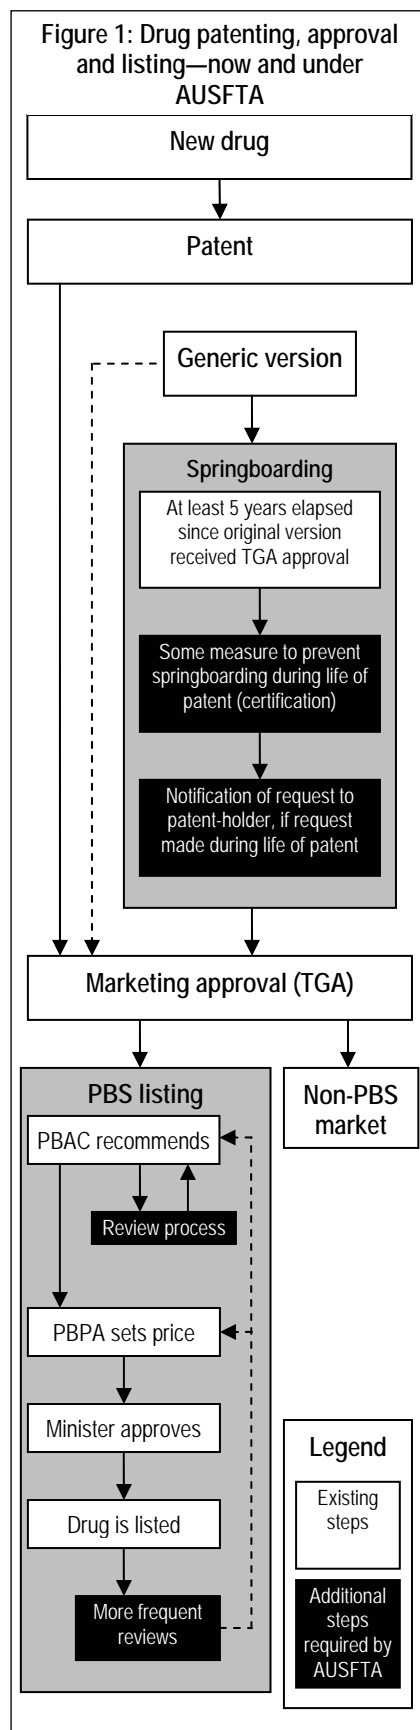 Figure 1: Drug patenting, approval
and listing—now and under
AUSFTA
New drug
Patent
Generic version
Springboarding
At least 5 years elapsed
since original version
received TGA approval
Some measure to prevent
springboarding during life of
patent (certification)
Notification of request to
patent-holder, if request
made during life of patent
Marketing approval (TGA)
PBS listing
PBAC recommends
Review process
PBPA sets price
Minister approves
Drug is listed
More frequent
reviews
Non-PBS
market
Legend
Existing
steps
Additional
steps
required by
AUSFTA